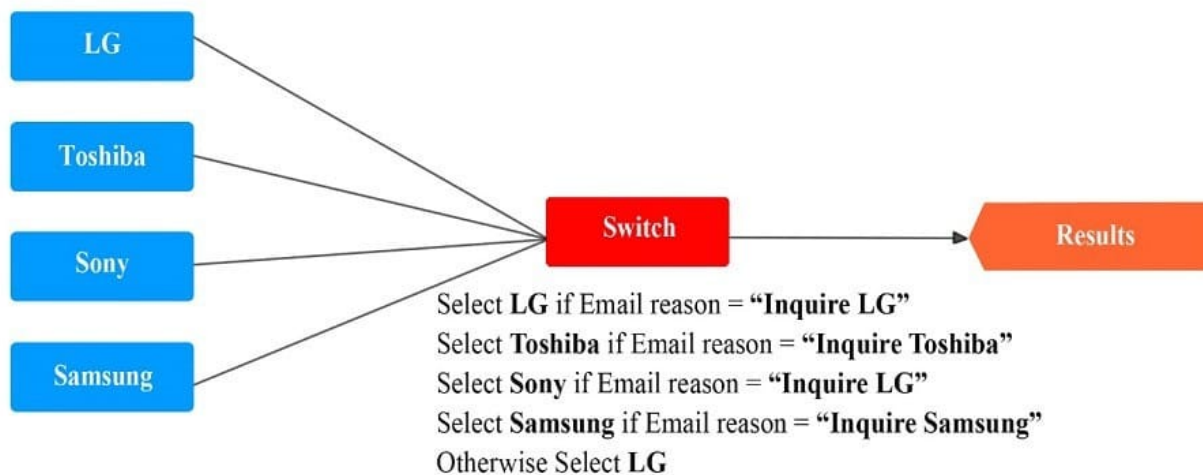 LG
Toshiba
Sony
Samsung
Switch
Results
Select LG if Email reason = “Inquire LG”
Select Toshiba if Email reason = “Inquire Toshiba”
Select Sony if Email reason = “Inquire LG”
Select Samsung if Email reason = “Inquire Samsung”
Otherwise Select LG